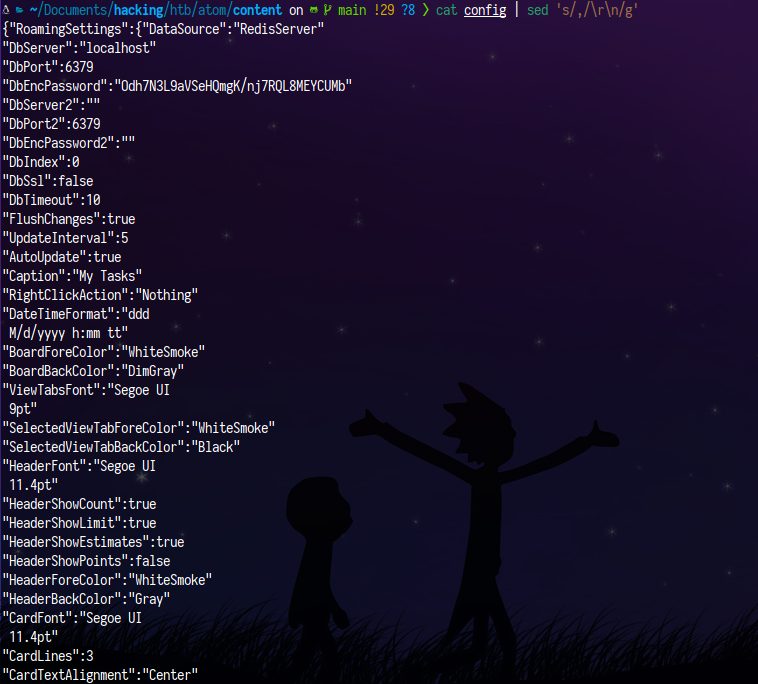 ~/Documents/hacking/htb/atom/content on main !29 ?8 ❯ cat config | sed 's/,/\r\n/g'
{"RoamingSettings":{"DataSource":"RedisServer"
"DbServer":"localhost"
"DbPort":6379
"DbEncPassword":"Odh7N3L9aVSeHQmgK/nj7RQL8MEYCUMb"
"DbServer2":""
"DbPort2":6379
"DbEncPassword2":""
"DbIndex":0
"DbSsl":false
"DbTimeout":10
"FlushChanges":true
"UpdateInterval":5
"AutoUpdate":true
"Caption":"My Tasks"
"RightClickAction":"Nothing"
"DateTimeFormat":"ddd
 M/d/yyyy h:mm tt"
"BoardForeColor":"WhiteSmoke"
"BoardBackColor":"DimGray"
"ViewTabsFont":"Segoe UI
 9pt"
"SelectedViewTabForeColor":"WhiteSmoke"
"SelectedViewTabBackColor":"Black"
"HeaderFont":"Segoe UI
 11.4pt"
"HeaderShowCount":true
"HeaderShowLimit":true
"HeaderShowEstimates":true
"HeaderShowPoints":false
"HeaderForeColor":"WhiteSmoke"
"HeaderBackColor":"Gray"
"CardFont":"Segoe UI
 11.4pt"
"CardLines":3
"CardTextAlignment":"Center"